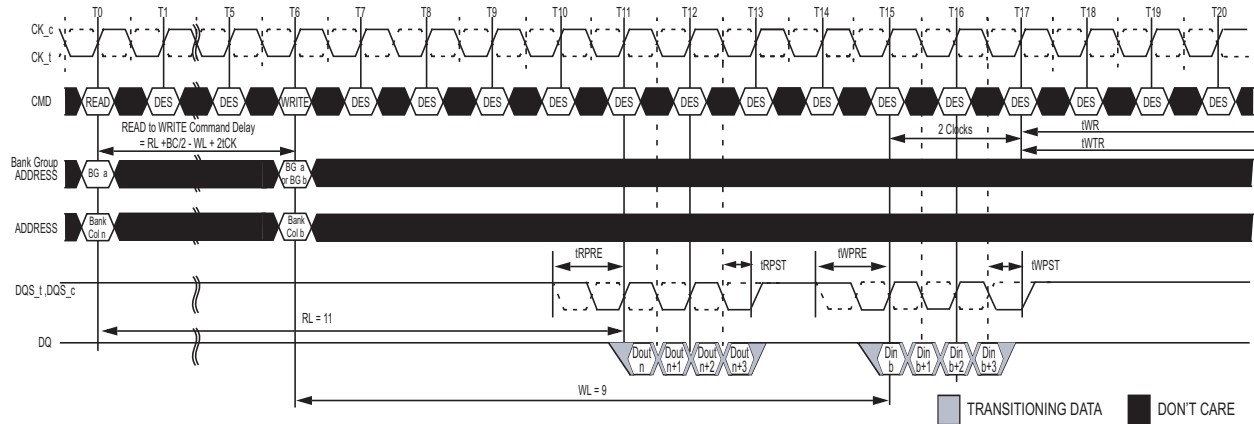 T0 T1 T5 T6 T7 T8 T9 T10 T11 T12 T13 T14 T15 T16 T17 T18 T19 T20
CK_c
CK_t
CMD READ DES DES WRITE DES DES DES DES DES DES DES DES DES DES DES DES DES DES
READ to WRITE Command Delay
= RL +BC/2 - WL + 2tCK
2 Clocks
tWR
tWTR
Bank Group
ADDRESS
BG a
BG a
or BG b
ADDRESS
Bank
Col n
Bank
Col b
tRPRE
tRPST
tWPRE
tWPST
DQS_t ,DQS_c
RL = 11
DQ
Dout
n
Dout
n+1
Dout
n+2
Dout
n+3
Din
b
Din
b+1
Din
b+2
Din
b+3
WL = 9
TRANSITIONING DATA
DON'T CARE